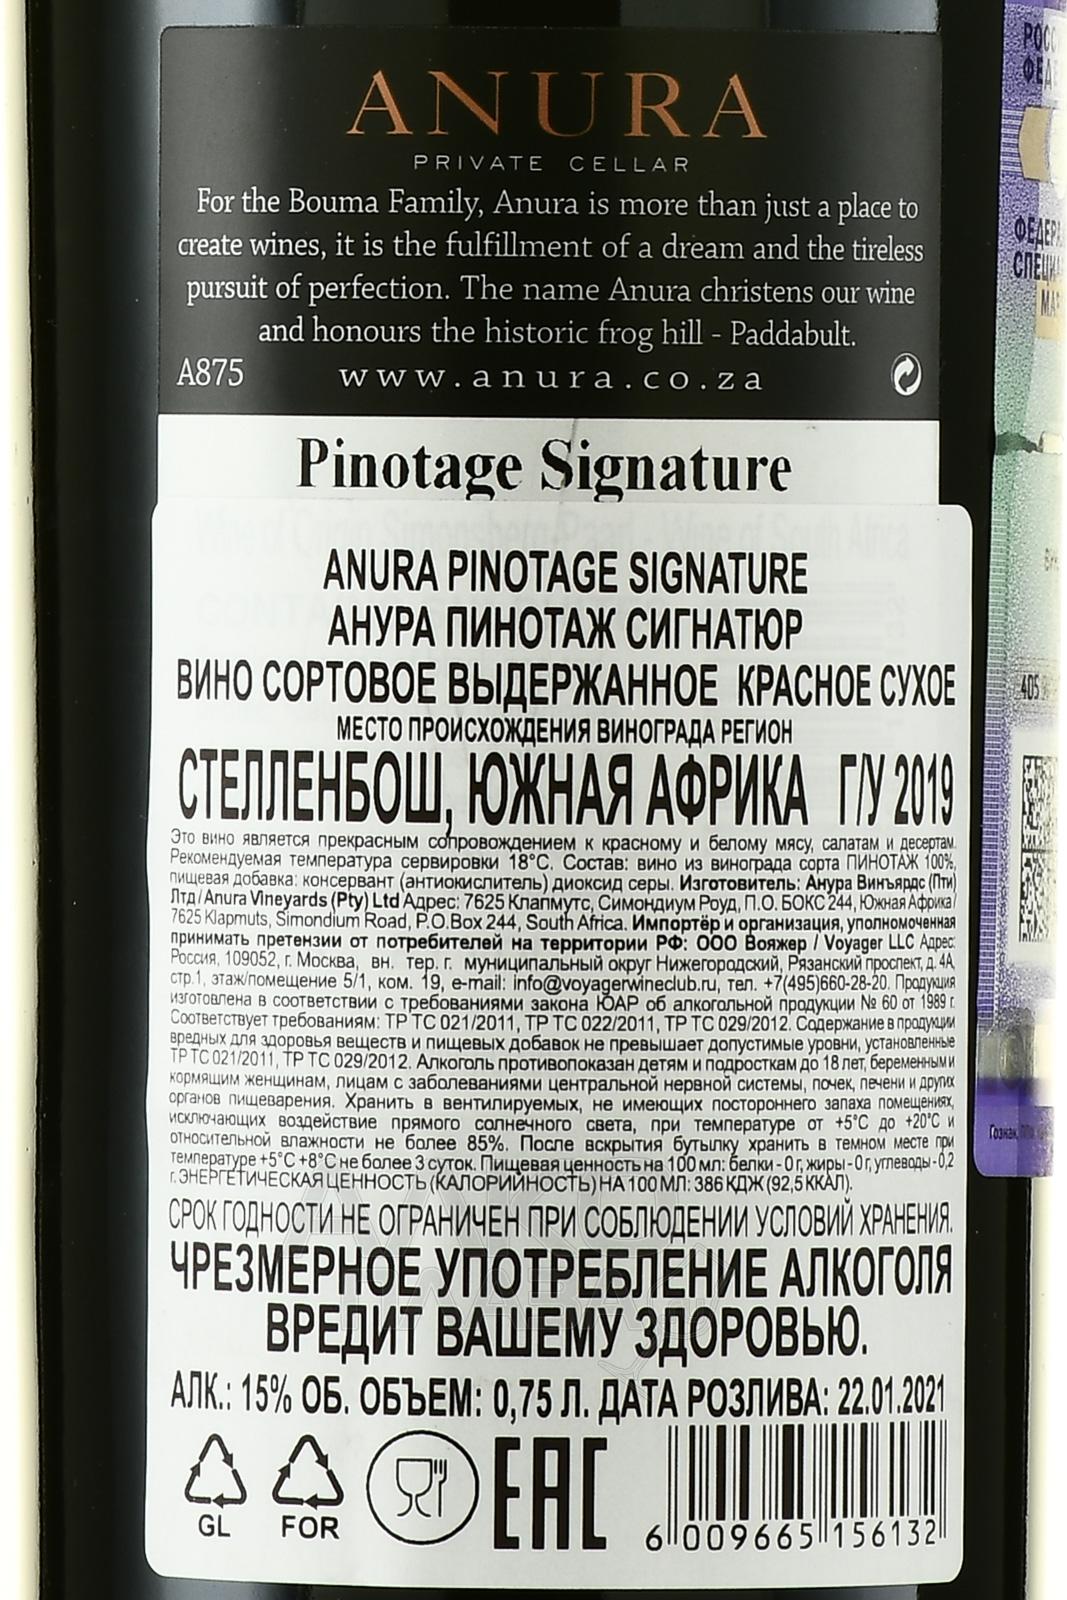 ANURA
PRIVATE CELLAR
For the Bouma Family, Anura is more than just a place to
create wines, it is the fulfillment of a dream and the tireless
pursuit of perfection. The name Anura christens our wine
and honours the historic frog hill - Paddabult.
A875 www.anura.co.za
Pinotage Signature
ANURA PINOTAGE SIGNATURE
АНУРА ПИНОТАЖ СИГНАТЮР
ВИНО СОРТОВОЕ ВЫДЕРЖАННОЕ КРАСНОЕ СУХОЕ
МЕСТО ПРОИСХОЖДЕНИЯ ВИНОГРАДА РЕГИОН
СТЕЛЛЕНБОШ, ЮЖНАЯ АФРИКА Г/У 2019
Это вино является прекрасным сопровождением к красному и белому мясу, салатам и десертам.
Рекомендуемая температура сервировки 18°С. Состав: вино из винограда сорта ПИНОТАЖ 100%,
пищевая добавка: консервант (антиокислитель) диоксид серы. Изготовитель: Анура Винъярдс (Пти)
Лтд/Anura Vineyards (Pty) Ltd Адрес: 7625 Клапмутс, Симондиум Роуд, П.О. БОКС 244, Южная Африка/
7625 Klapmuts, Simondium Road, P.O.Box 244, South Africa. Импортёр и организация, уполномоченная
принимать претензии от потребителей на территории РФ: ООО Вояжер / Voyager LLC Адрес:
Россия, 109052, г. Москва, вн. тер. г. муниципальный округ Нижегородский, Рязанский проспект, д. 4А,
стр.1, этаж/помещение 5/1, ком. 19, e-mail: info@voyagerwineclub.ru, тел. +7(495)660-28-20. Продукция
изготовлена в соответствии с требованиями закона ЮАР об алкогольной продукции № 60 от 1989 г.
Соответствует требованиям: ТР ТС 021/2011, ТР ТС 022/2011, ТР ТС 029/2012. Содержание в продукции
вредных для здоровья веществ и пищевых добавок не превышает допустимые уровни, установленные
ТР ТС 021/2011, ТР ТС 029/2012. Алкоголь противопоказан детям и подросткам до 18 лет, беременным и
кормящим женщинам, лицам с заболеваниями центральной нервной системы, почек, печени и других
органов пищеварения. Хранить в вентилируемых, не имеющих постороннего запаха помещениях,
исключающих воздействие прямого солнечного света, при температуре от +5°С до +20°С и
относительной влажности не более 85%. После вскрытия бутылку хранить в темном месте при
температуре +5°С +8°С не более 3 суток. Пищевая ценность на 100 мл: белки - 0 г, жиры - 0 г, углеводы - 0,2
г. ЭНЕРГЕТИЧЕСКАЯ ЦЕННОСТЬ (КАЛОРИЙНОСТЬ) НА 100 МЛ: 386 КДЖ (92,5 ККАЛ).
СРОК ГОДНОСТИ НЕ ОГРАНИЧЕН ПРИ СОБЛЮДЕНИИ УСЛОВИЙ ХРАНЕНИЯ.
ЧРЕЗМЕРНОЕ УПОТРЕБЛЕНИЕ АЛКОГОЛЯ
ВРЕДИТ ВАШЕМУ ЗДОРОВЬЮ.
АЛК.: 15% ОБ. ОБЪЕМ: 0,75 Л. ДАТА РОЗЛИВА: 22.01.2021
GL FOR EAC 6 009665 156132
405